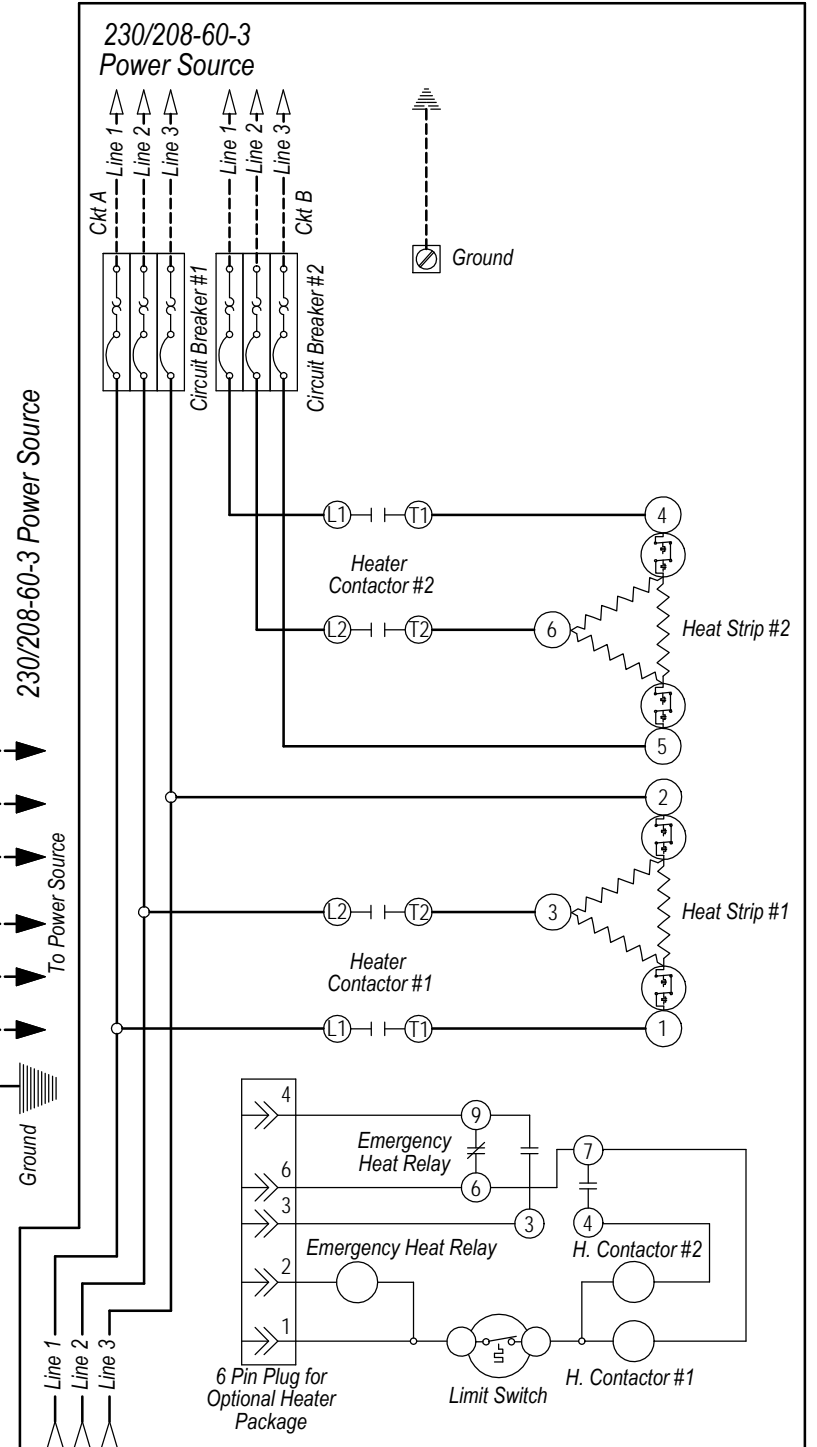 230/208-60-3
Power Source
Line 1
Line 2
Line 3
Line 1
Line 2
Line 3
Ckt A
Ckt B
Circuit Breaker #1
Circuit Breaker #2
Ground
230/208-60-3 Power Source
L1
T1
4
Heater
Contactor #2
L2
T2
6
Heat Strip #2
5
2
To Power Source
L2
T2
3
Heat Strip #1
Heater
Contactor #1
L1
T1
1
Ground
4
9
Emergency
Heat Relay
7
6
6
3
3
4
Emergency Heat Relay
H. Contactor #2
2
1
6 Pin Plug for
Optional Heater
Package
Limit Switch
H. Contactor #1
Line 1
Line 2
Line 3